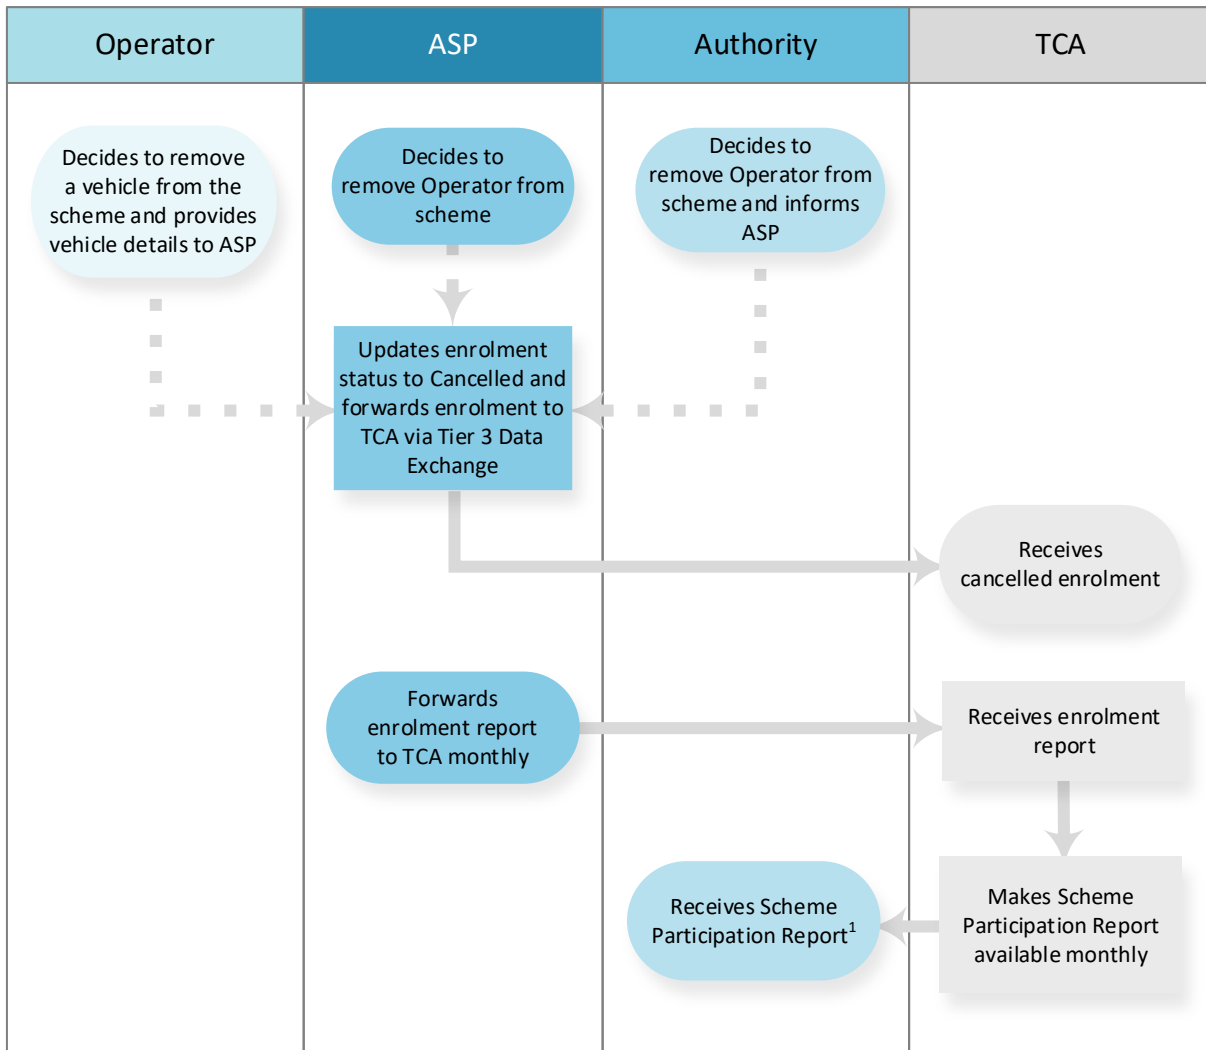 Operator
ASP
Authority
TCA
Decides to remove
a vehicle from the
scheme and provides
vehicle details to ASP
Decides to
remove Operator from
scheme
Decides to
remove Operator from
scheme and informs
ASP
Updates enrolment
status to Cancelled and
forwards enrolment to
TCA via Tier 3 Data
Exchange
Receives
cancelled enrolment
Forwards
enrolment report
to TCA monthly
Receives enrolment
report
Receives Scheme
Participation Report¹
Makes Scheme
Participation Report
available monthly